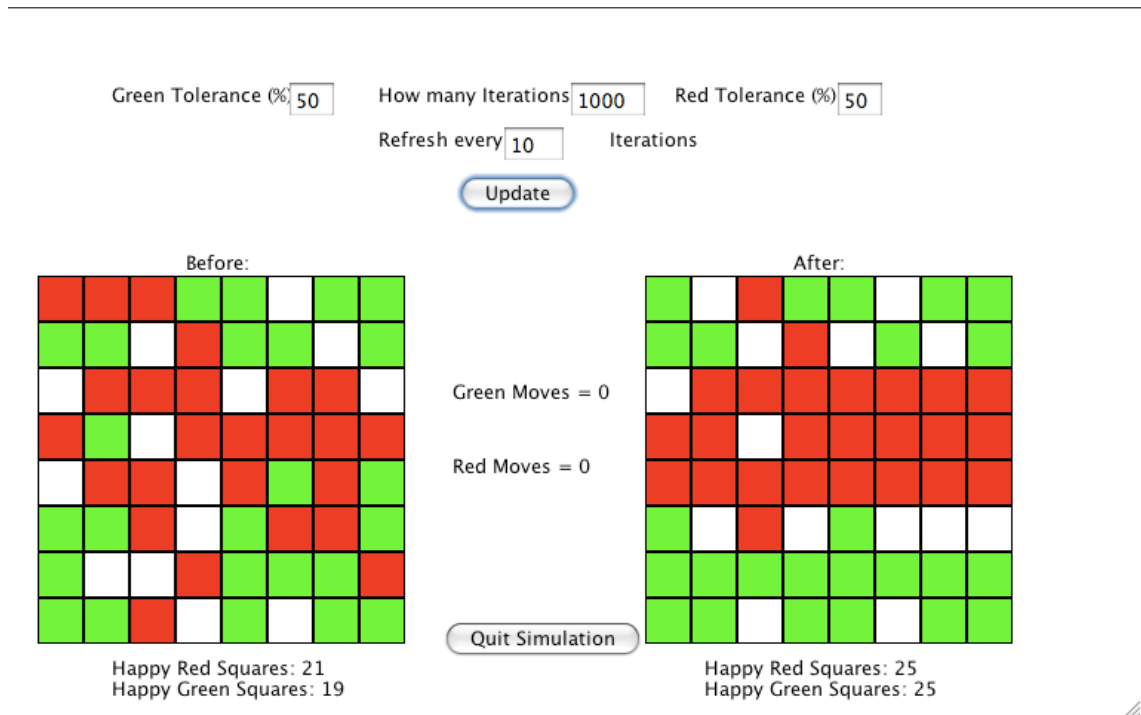 Green Tolerance (%) 50 How many Iterations 1000 Red Tolerance (%) 50
Refresh every 10 Iterations
Update
Before: After:
Green Moves = 0
Red Moves = 0
Quit Simulation
Happy Red Squares: 21 Happy Red Squares: 25
Happy Green Squares: 19 Happy Green Squares: 25